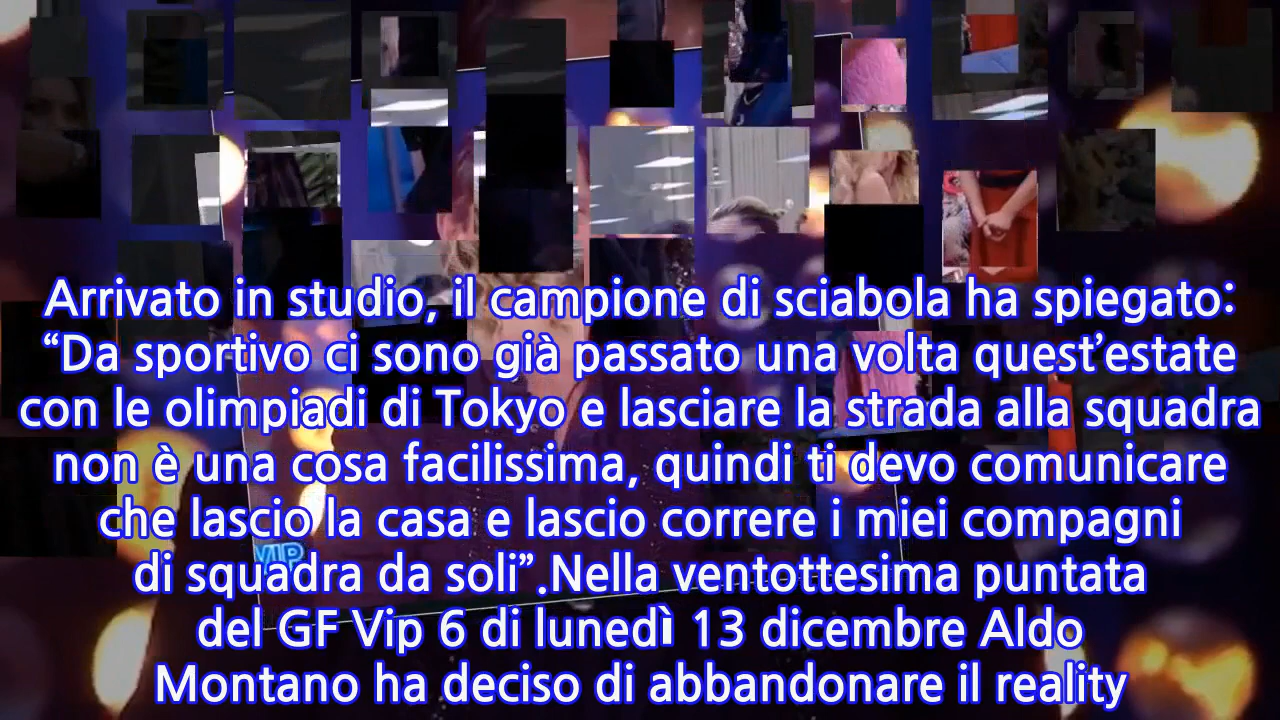 Arrivato in studio, il campione di sciabola ha spiegato:
“Da sportivo ci sono già passato una volta quest’estate
con le olimpiadi di Tokyo e lasciare la strada alla squadra
non è una cosa facilissima, quindi ti devo comunicare
che lascio la casa e lascio correre i miei compagni
di squadra da soli”.Nella ventottesima puntata
VIP
del GF Vip 6 di lunedì 13 dicembre Aldo
Montano ha deciso di abbandonare il reality